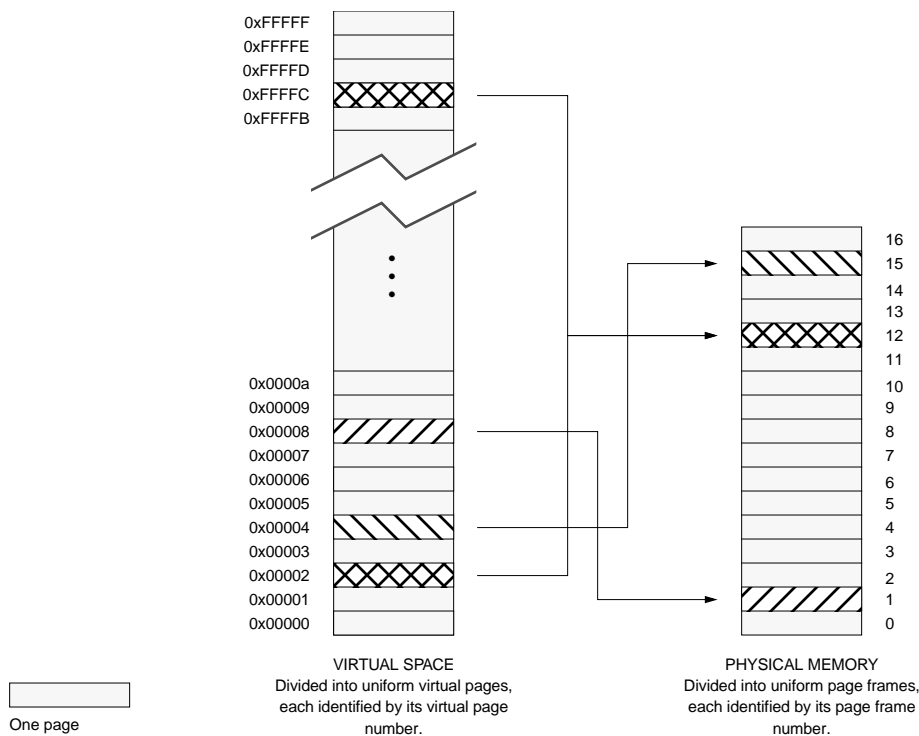 0xFFFFF
0xFFFFE
0xFFFFD
0xFFFFC
0xFFFFB
0x0000a
0x00009
0x00008
0x00007
0x00006
0x00005
0x00004
0x00003
0x00002
0x00001
0x00000
VIRTUAL SPACE
Divided into uniform virtual pages,
each identified by its virtual page
number.
16
15
14
13
12
11
10
9
8
7
6
5
4
3
2
1
0
PHYSICAL MEMORY
Divided into uniform page frames,
each identified by its page frame
number.
One page